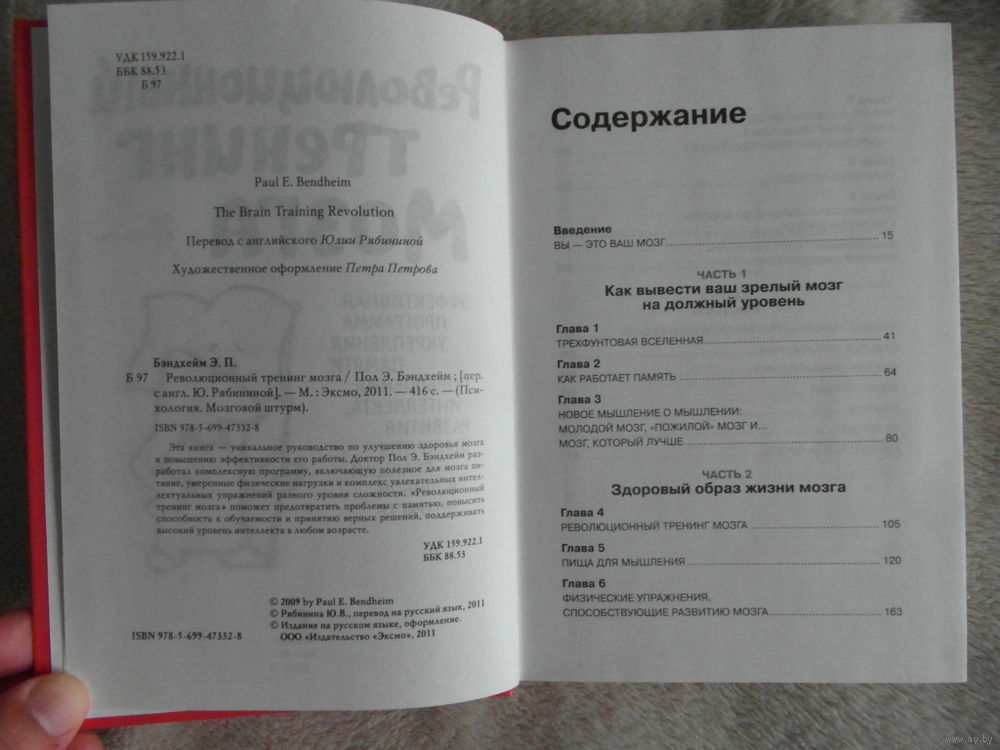 УДК 159.922.1
ББК 88.53
Б 97
Paul E. Bendheim
The Brain Training Revolution
Перевод с английского Юлии Рябининой
Художественное оформление Петра Петрова
Бэндхейм Э. П.
Б 97 Революционный тренинг мозга / Пол Э. Бэндхейм ; [пер.
с англ. Ю. Рябининой]. — М. : Эксмо, 2011. — 416 с. — (Пси-
хология. Мозговой штурм).
ISBN 978-5-699-47332-8
Эта книга — уникальное руководство по улучшению здоровья мозга
и повышению эффективности его работы. Доктор Пол Э. Бэндхейм раз-
работал комплексную программу, включающую полезное для мозга пи-
тание, умеренные физические нагрузки и комплекс увлекательных интел-
лектуальных упражнений разного уровня сложности. «Революционный
тренинг мозга» поможет предотвратить проблемы с памятью, повысить
способность к обучаемости и принятию верных решений, поддерживать
высокий уровень интеллекта в любом возрасте.
УДК 159.922.1
ББК 88.53
© 2009 by Paul E. Bendheim
© Рябинина Ю.В., перевод на русский язык, 2011
© Издание на русском языке, оформление.
ISBN 978-5-699-47332-8 ООО «Издательство «Эксмо», 2011
Содержание
Введение
ВЫ — ЭТО ВАШ МОЗГ 15
ЧАСТЬ 1
Как вывести ваш зрелый мозг
на должный уровень
Глава 1
ТРЕХФУНТОВАЯ ВСЕЛЕННАЯ 41
Глава 2
КАК РАБОТАЕТ ПАМЯТЬ 64
Глава 3
НОВОЕ МЫШЛЕНИЕ О МЫШЛЕНИИ:
МОЛОДОЙ МОЗГ, «ПОЖИЛОЙ» МОЗГ И...
МОЗГ, КОТОРЫЙ ЛУЧШЕ 80
ЧАСТЬ 2
Здоровый образ жизни мозга
Глава 4
РЕВОЛЮЦИОННЫЙ ТРЕНИНГ МОЗГА 105
Глава 5
ПИЩА ДЛЯ МЫШЛЕНИЯ 120
Глава 6
ФИЗИЧЕСКИЕ УПРАЖНЕНИЯ,
СПОСОБСТВУЮЩИЕ РАЗВИТИЮ МОЗГА 163
www.ay.by